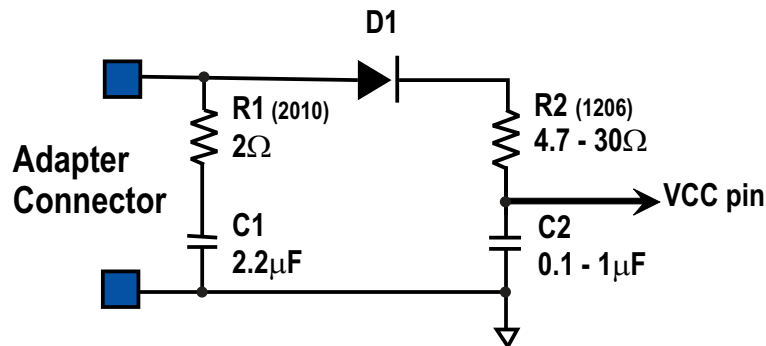 D1
R1 (2010)
2Ω
R2 (1206)
4.7 - 30Ω
Adapter
Connector
VCC pin
C1
2.2μF
C2
0.1 - 1μF